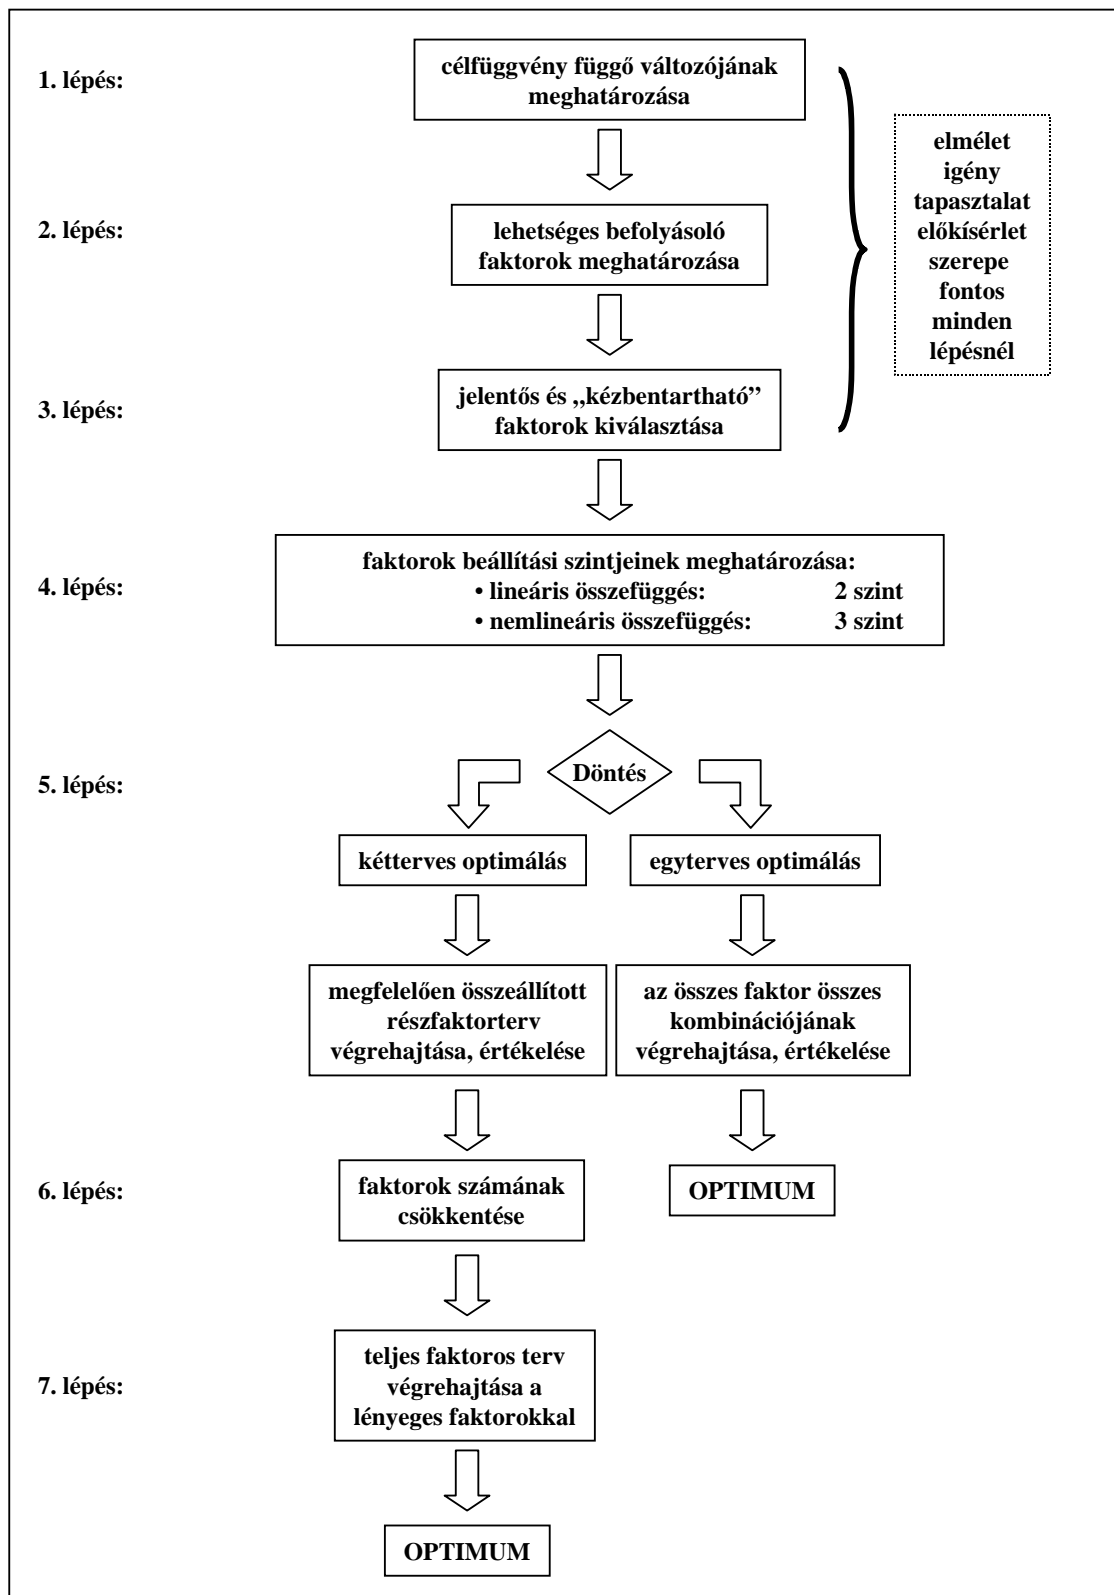 1. lépés:
célfüggvény függő változójának
meghatározása
elmélet
igény
tapasztalat
előkísérlet
szerepe
fontos
minden
lépésnél
2. lépés:
lehetséges befolyásoló
faktorok meghatározása
3. lépés:
jelentős és „kézbentartható”
faktorok kiválasztása
4. lépés:
faktorok beállítási szintjeinek meghatározása:
• lineáris összefüggés: 2 szint
• nemlineáris összefüggés: 3 szint
5. lépés:
Döntés
kétterves optimálás
egyterves optimálás
megfelelően összeállított
részfaktorterv
végrehajtása, értékelése
az összes faktor összes
kombinációjának
végrehajtása, értékelése
6. lépés:
faktorok számának
csökkentése
OPTIMUM
7. lépés:
teljes faktoros terv
végrehajtása a
lényeges faktorokkal
OPTIMUM